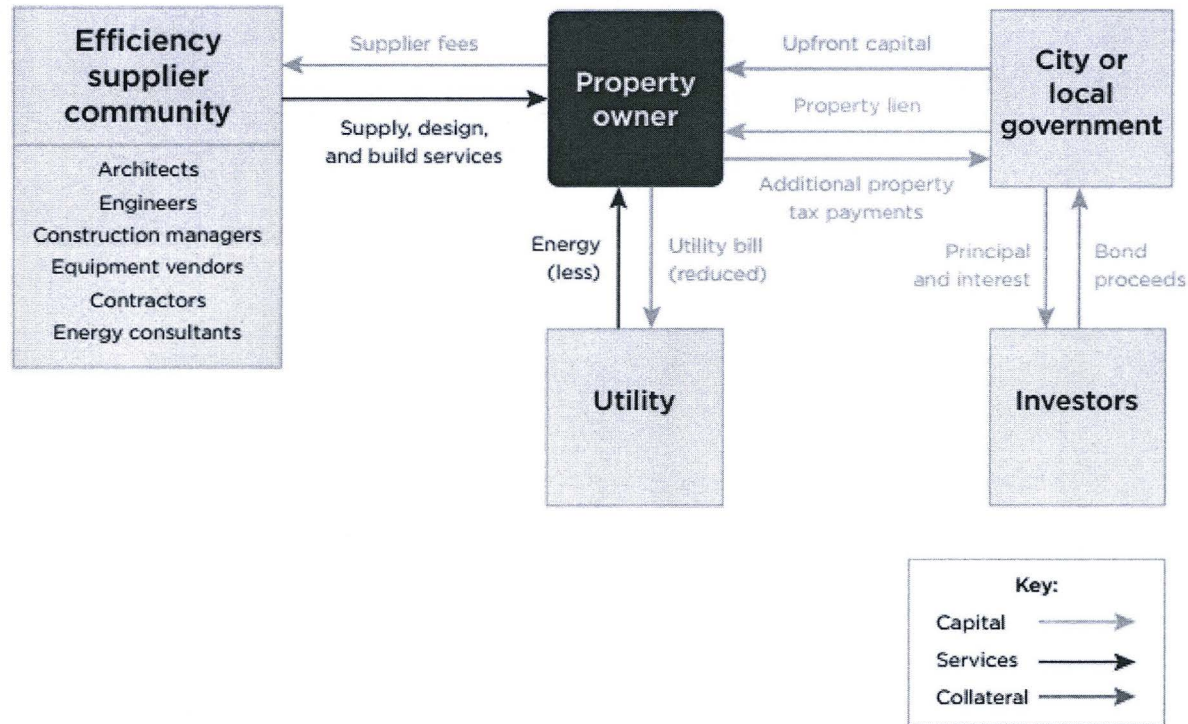 Efficiency
supplier
community
Architects
Engineers
Construction managers
Equipment vendors
Contractors
Energy consultants
Supplier fees
Supply, design,
and build services
Property
owner
Upfront capital
Property lien
Additional property
tax payments
City or
local
government
Energy
(less)
Utility bill
(reduced)
Principal
and interest
Bond
proceeds
Utility
Investors
Key:
Capital
Services
Collateral